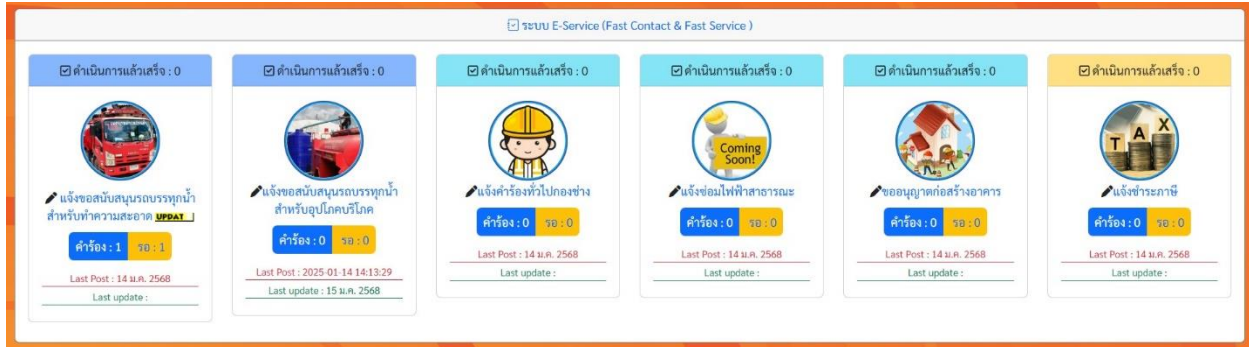 ระบบ E-Service (Fast Contact & Fast Service )
ดำเนินการแล้วเสร็จ : 0
แจ้งขอสนับสนุนรถบรรทุกน้ำ
สำหรับทำความสะอาด UPDAT
คำร้อง : 1 รอ : 1
Last Post : 14 ม.ค. 2568
Last update :
ดำเนินการแล้วเสร็จ : 0
แจ้งขอสนับสนุนรถบรรทุกน้ำ
สำหรับอุปโภคบริโภค
คำร้อง : 0 รอ : 0
Last Post : 2025-01-14 14:13:29
Last update : 15 ม.ค. 2568
ดำเนินการแล้วเสร็จ : 0
แจ้งคำร้องทั่วไปกองช่าง
คำร้อง : 0 รอ : 0
Last Post : 14 ม.ค. 2568
Last update :
ดำเนินการแล้วเสร็จ : 0
Coming
Soon!
แจ้งซ่อมไฟฟ้าสาธารณะ
คำร้อง : 0 รอ : 0
Last Post : 14 ม.ค. 2568
Last update :
ดำเนินการแล้วเสร็จ : 0
ขออนุญาตก่อสร้างอาคาร
คำร้อง : 0 รอ : 0
Last Post : 14 ม.ค. 2568
Last update :
ดำเนินการแล้วเสร็จ : 0
TAX
แจ้งชำระภาษี
คำร้อง : 0 รอ : 0
Last Post : 14 ม.ค. 2568
Last update :